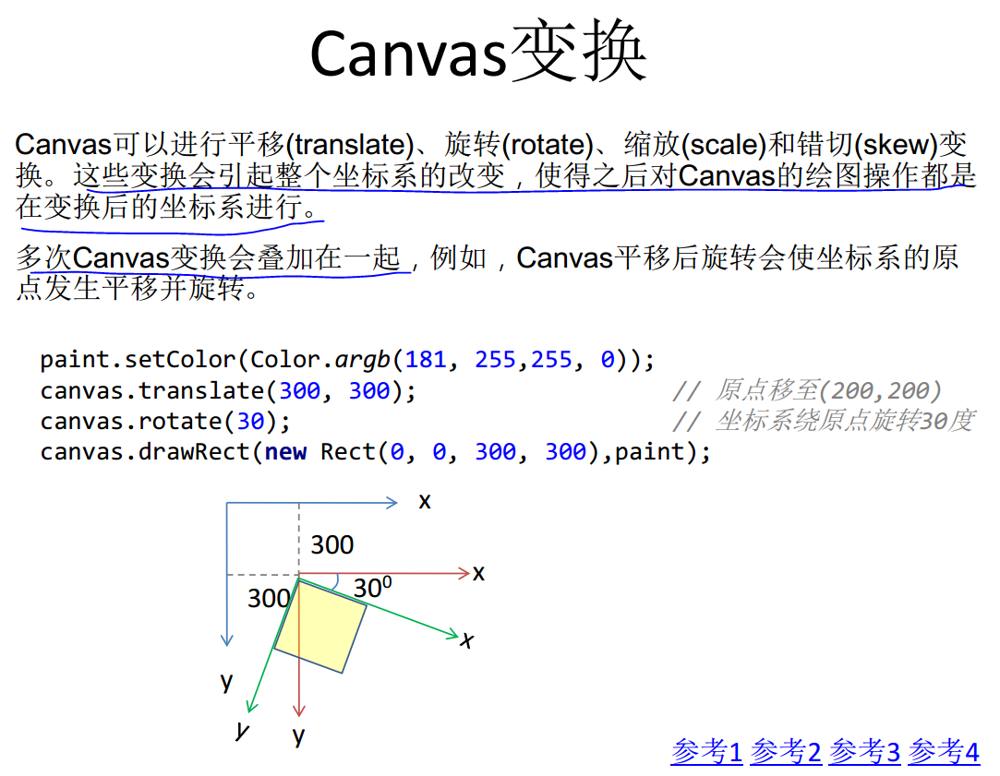 Canvas变换
Canvas可以进行平移(translate)、旋转(rotate)、缩放(scale)和错切(skew)变
换。这些变换会引起整个坐标系的改变，使得之后对Canvas的绘图操作都是
在变换后的坐标系进行。
多次Canvas变换会叠加在一起，例如，Canvas平移后旋转会使坐标系的原
点发生平移并旋转。
paint.setColor(Color.argb(181, 255,255, 0));
canvas.translate(300, 300); // 原点移至(200,200)
canvas.rotate(30); // 坐标系绕原点旋转30度
canvas.drawRect(new Rect(0, 0, 300, 300),paint);
x
300
x
30⁰
300
x
y
y
y
参考1 参考2 参考3 参考4